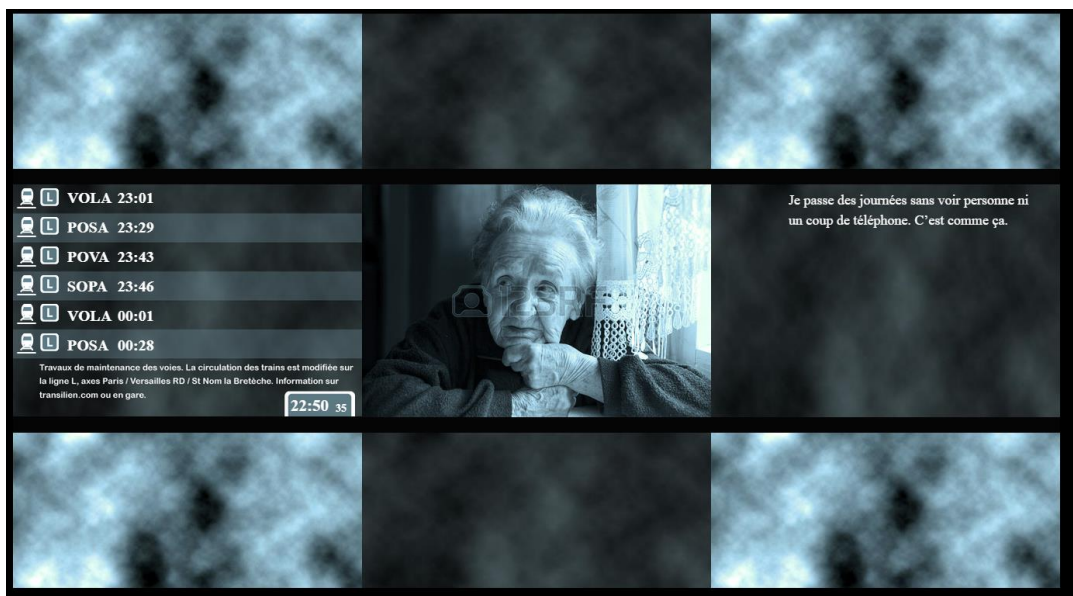 L VOLA 23:01
L POSA 23:29
L POVA 23:43
L SOPA 23:46
L VOLA 00:01
L POSA 00:28
Travaux de maintenance des voies. La circulation des trains est modifiée sur
la ligne L, axes Paris / Versailles RD / St Nom la Bretèche. Information sur
transilien.com ou en gare.
22:50 35
Je passe des journées sans voir personne ni
un coup de téléphone. C’est comme ça.